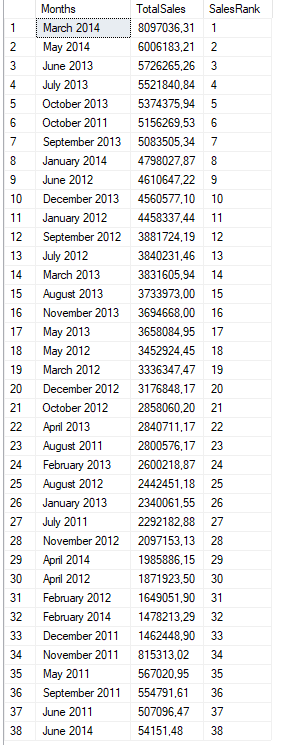 Months TotalSales SalesRank
1 March 2014 8097036,31 1
2 May 2014 6006183,21 2
3 June 2013 5726265,26 3
4 July 2013 5521840,84 4
5 October 2013 5374375,94 5
6 October 2011 5156269,53 6
7 September 2013 5083505,34 7
8 January 2014 4798027,87 8
9 June 2012 4610647,22 9
10 December 2013 4560577,10 10
11 January 2012 4458337,44 11
12 September 2012 3881724,19 12
13 July 2012 3840231,46 13
14 March 2013 3831605,94 14
15 August 2013 3733973,00 15
16 November 2013 3694668,00 16
17 May 2013 3658084,95 17
18 May 2012 3452924,45 18
19 March 2012 3336347,47 19
20 December 2012 3176848,17 20
21 October 2012 2858060,20 21
22 April 2013 2840711,17 22
23 August 2011 2800576,17 23
24 February 2013 2600218,87 24
25 August 2012 2442451,18 25
26 January 2013 2340061,55 26
27 July 2011 2292182,88 27
28 November 2012 2097153,13 28
29 April 2014 1985886,15 29
30 April 2012 1871923,50 30
31 February 2012 1649051,90 31
32 February 2014 1478213,29 32
33 December 2011 1462448,90 33
34 November 2011 815313,02 34
35 May 2011 567020,95 35
36 September 2011 554791,61 36
37 June 2011 507096,47 37
38 June 2014 54151,48 38